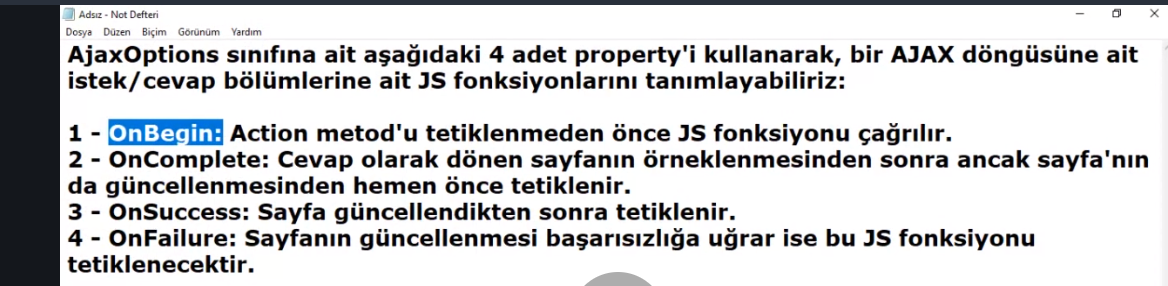 Adsız - Not Defteri
Dosya Düzen Biçim Görünüm Yardım
AjaxOptions sınıfına ait aşağıdaki 4 adet property'i kullanarak, bir AJAX döngüsüne ait
istek/cevap bölümlerine ait JS fonksiyonlarını tanımlayabiliriz:
1 - OnBegin: Action metod'u tetiklenmeden önce JS fonksiyonu çağrılır.
2 - OnComplete: Cevap olarak dönen sayfanın örneklenmesinden sonra ancak sayfa'nın
da güncellenmesinden hemen önce tetiklenir.
3 - OnSuccess: Sayfa güncellendikten sonra tetiklenir.
4 - OnFailure: Sayfanın güncellenmesi başarısızlığa uğrar ise bu JS fonksiyonu
tetiklenecektir.